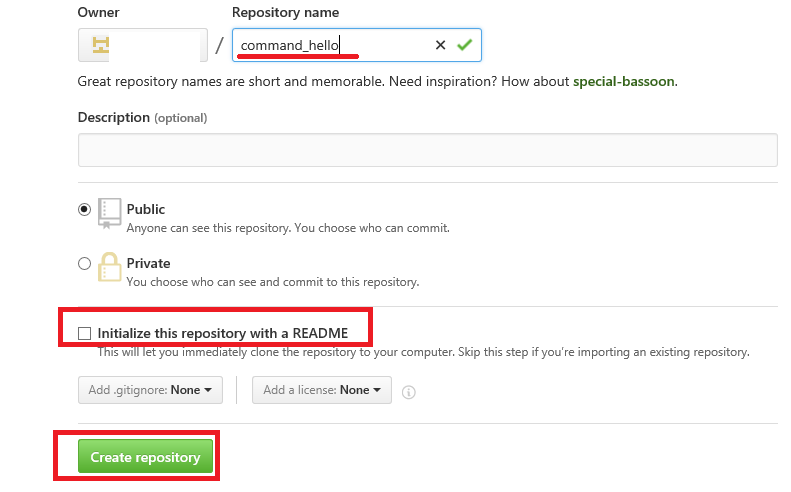 Owner Repository name
/ command_hello
Great repository names are short and memorable. Need inspiration? How about special-bassoon.
Description (optional)
Public
Anyone can see this repository. You choose who can commit.
Private
You choose who can see and commit to this repository.
Initialize this repository with a README
This will let you immediately clone the repository to your computer. Skip this step if you're importing an existing repository.
Add .gitignore: None Add a license: None
Create repository